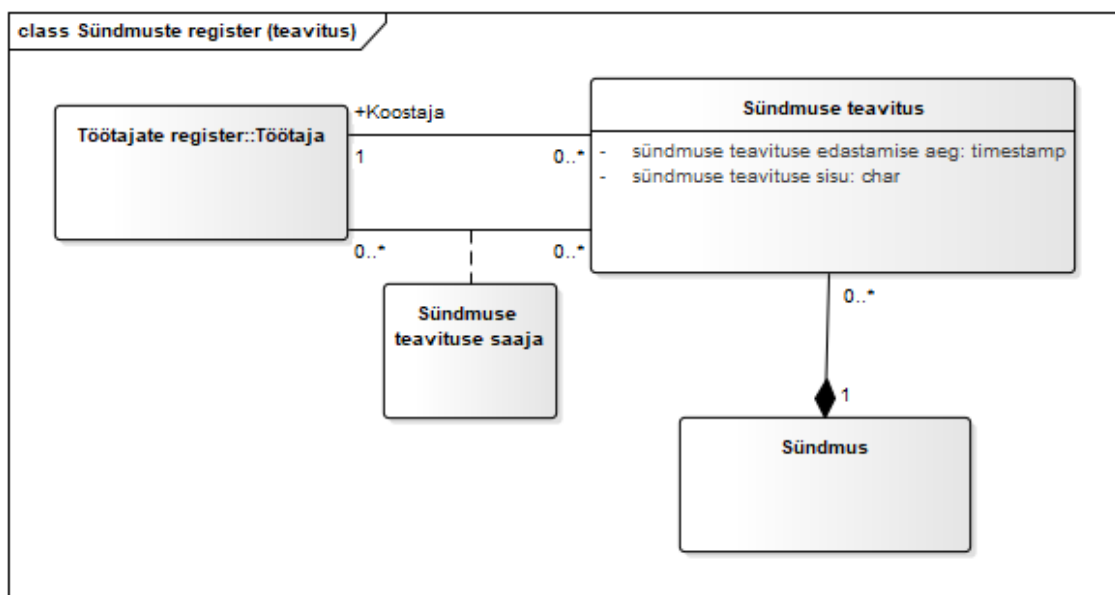 class Sündmuste register (teavitus)
Töötajate register::Töötaja
+Koostaja
1
0..*
Sündmuse teavitus
- sündmuse teavituse edastamise aeg: timestamp
- sündmuse teavituse sisu: char
0..*
0..*
Sündmuse
teavituse saaja
0..*
1
Sündmus